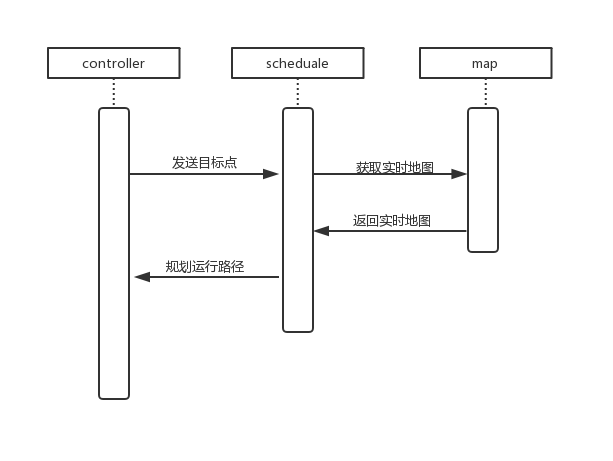 controller
scheduale
map
发送目标点
获取实时地图
返回实时地图
规划运行路径